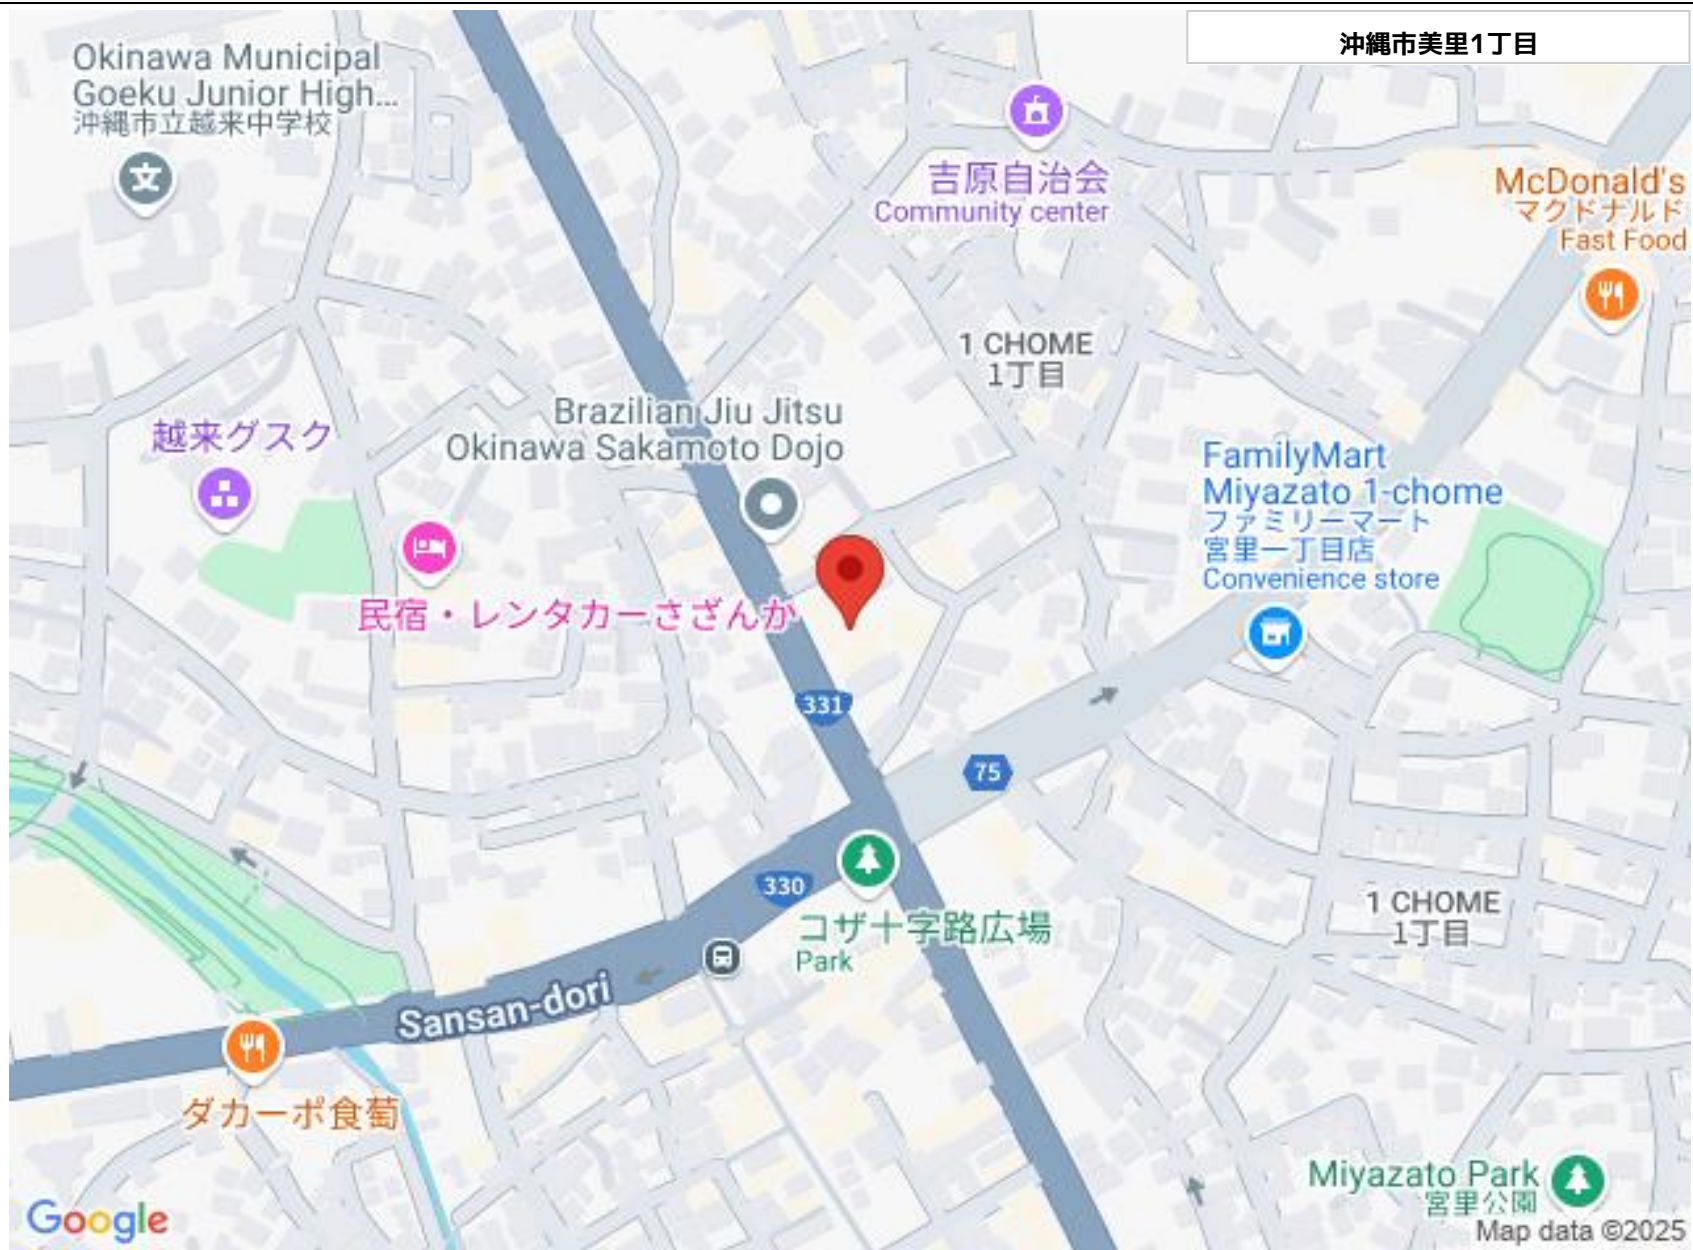 沖縄市美里1丁目
Okinawa Municipal
Goeku Junior High...
沖縄市立越来中学校
吉原自治会
Community center
McDonald's
マクドナルド
Fast Food
1 CHOME
1丁目
Brazilian Jiu Jitsu
Okinawa Sakamoto Dojo
越来グスク
FamilyMart
Miyazato 1-chome
ファミリーマート
宮里一丁目店
Convenience store
民宿・レンタカーさざんか
331
75
330
コザ十字路広場
Park
1 CHOME
1丁目
Sansan-dori
ダカーポ食萄
Miyazato Park
宮里公園
Google
Map data ©2025